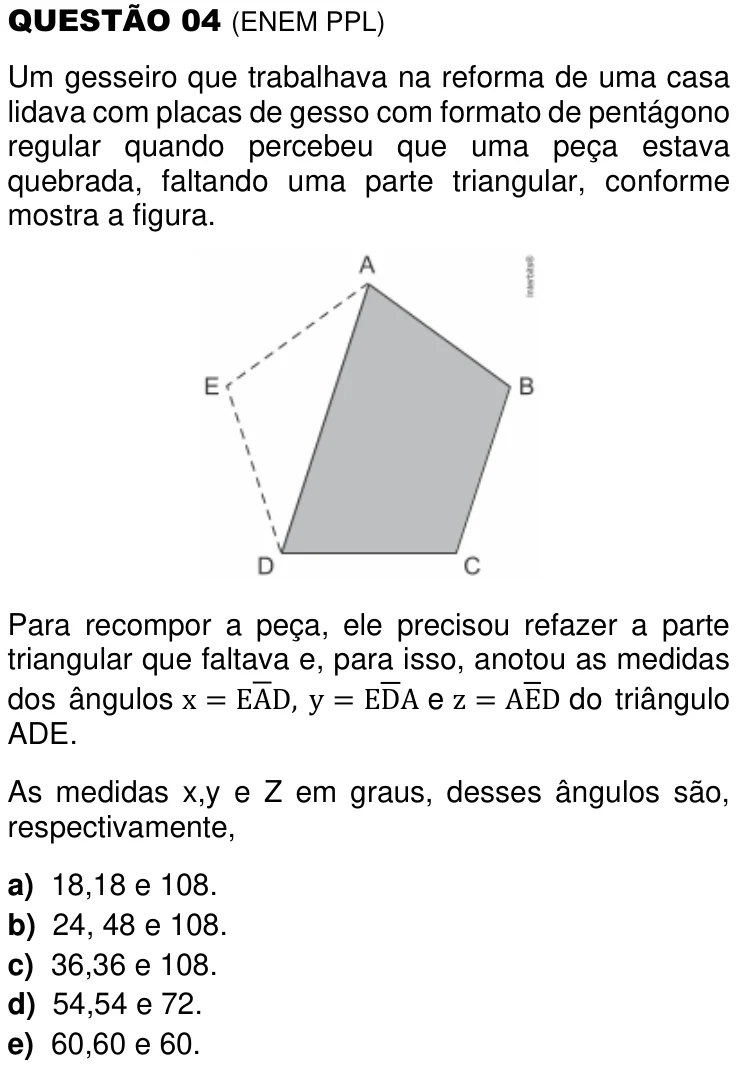 QUESTÃO 04 (ENEM PPL)
Um gesseiro que trabalhava na reforma de uma casa
lidava com placas de gesso com formato de pentágono
regular quando percebeu que uma peça estava
quebrada, faltando uma parte triangular, conforme
mostra a figura.
A
Interbits®
E
B
D
C
Para recompor a peça, ele precisou refazer a parte
triangular que faltava e, para isso, anotou as medidas
dos ângulos x = EA̅D, y = ED̅A e z = AE̅D do triângulo
ADE.
As medidas x,y e Z em graus, desses ângulos são,
respectivamente,
a) 18,18 e 108.
b) 24, 48 e 108.
c) 36,36 e 108.
d) 54,54 e 72.
e) 60,60 e 60.